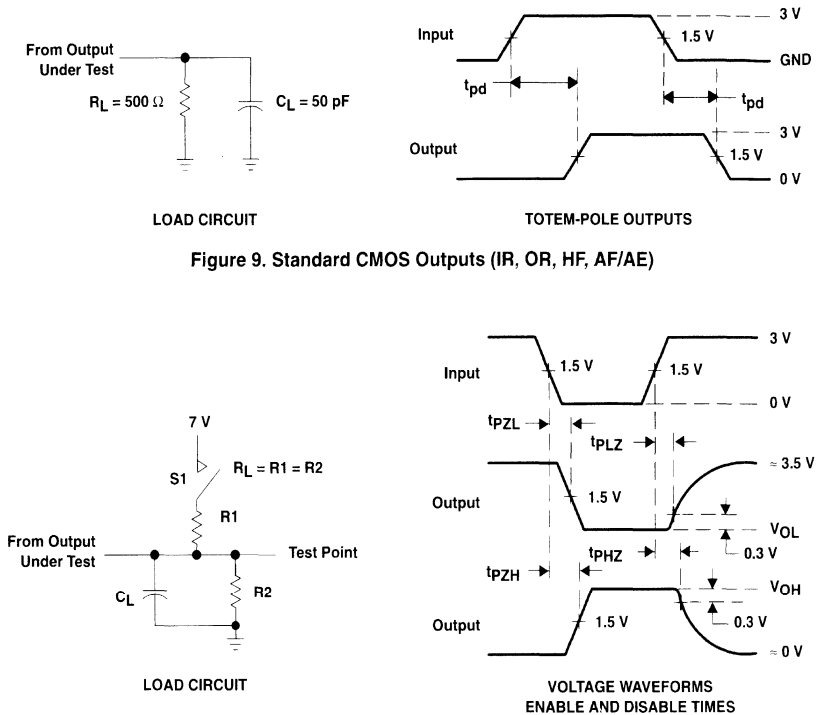 From Output
Under Test
R_L = 500 Ω
C_L = 50 pF
LOAD CIRCUIT
Input
3 V
1.5 V
GND
t_pd
t_pd
Output
3 V
1.5 V
0 V
TOTEM-POLE OUTPUTS
Figure 9. Standard CMOS Outputs (IR, OR, HF, AF/AE)
7 V
S1
R_L = R1 = R2
R1
From Output
Under Test
Test Point
C_L
R2
LOAD CIRCUIT
Input
3 V
1.5 V
1.5 V
0 V
t_PZL
t_PLZ
Output
≈ 3.5 V
1.5 V
V_OL
0.3 V
t_PHZ
t_PZH
V_OH
Output
1.5 V
0.3 V
≈ 0 V
VOLTAGE WAVEFORMS
ENABLE AND DISABLE TIMES